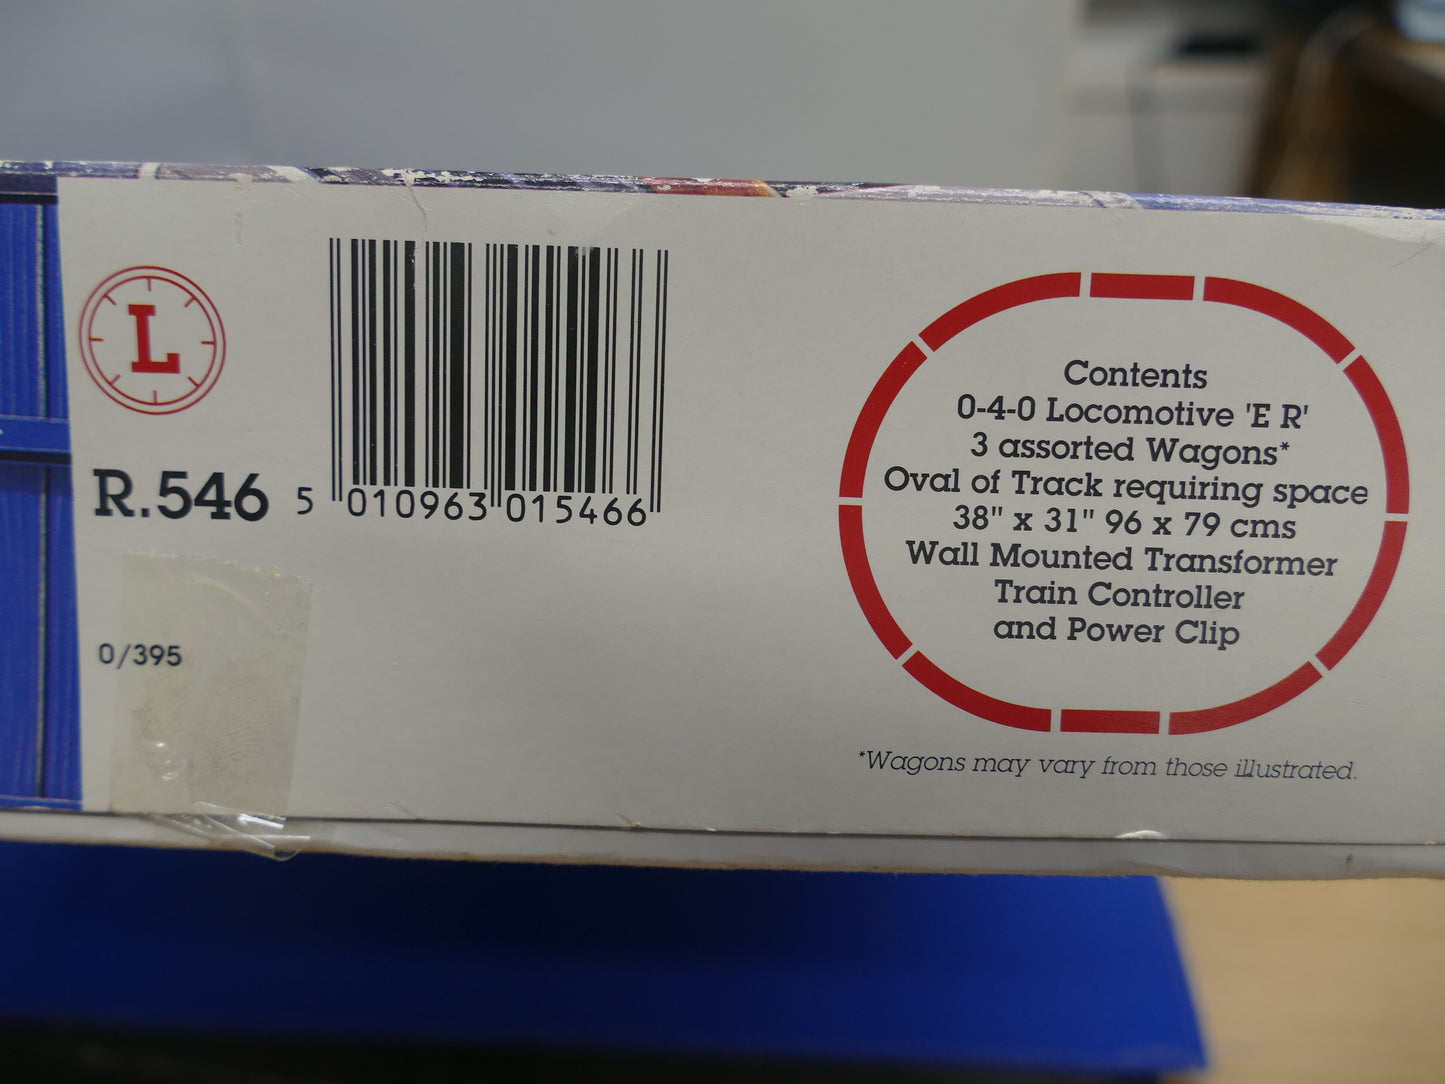 L
R.546
5 010963 015466
0/395
Contents
0-4-0 Locomotive 'E R'
3 assorted Wagons*
Oval of Track requiring space
38" x 31" 96 x 79 cms
Wall Mounted Transformer
Train Controller
and Power Clip
*Wagons may vary from those illustrated.